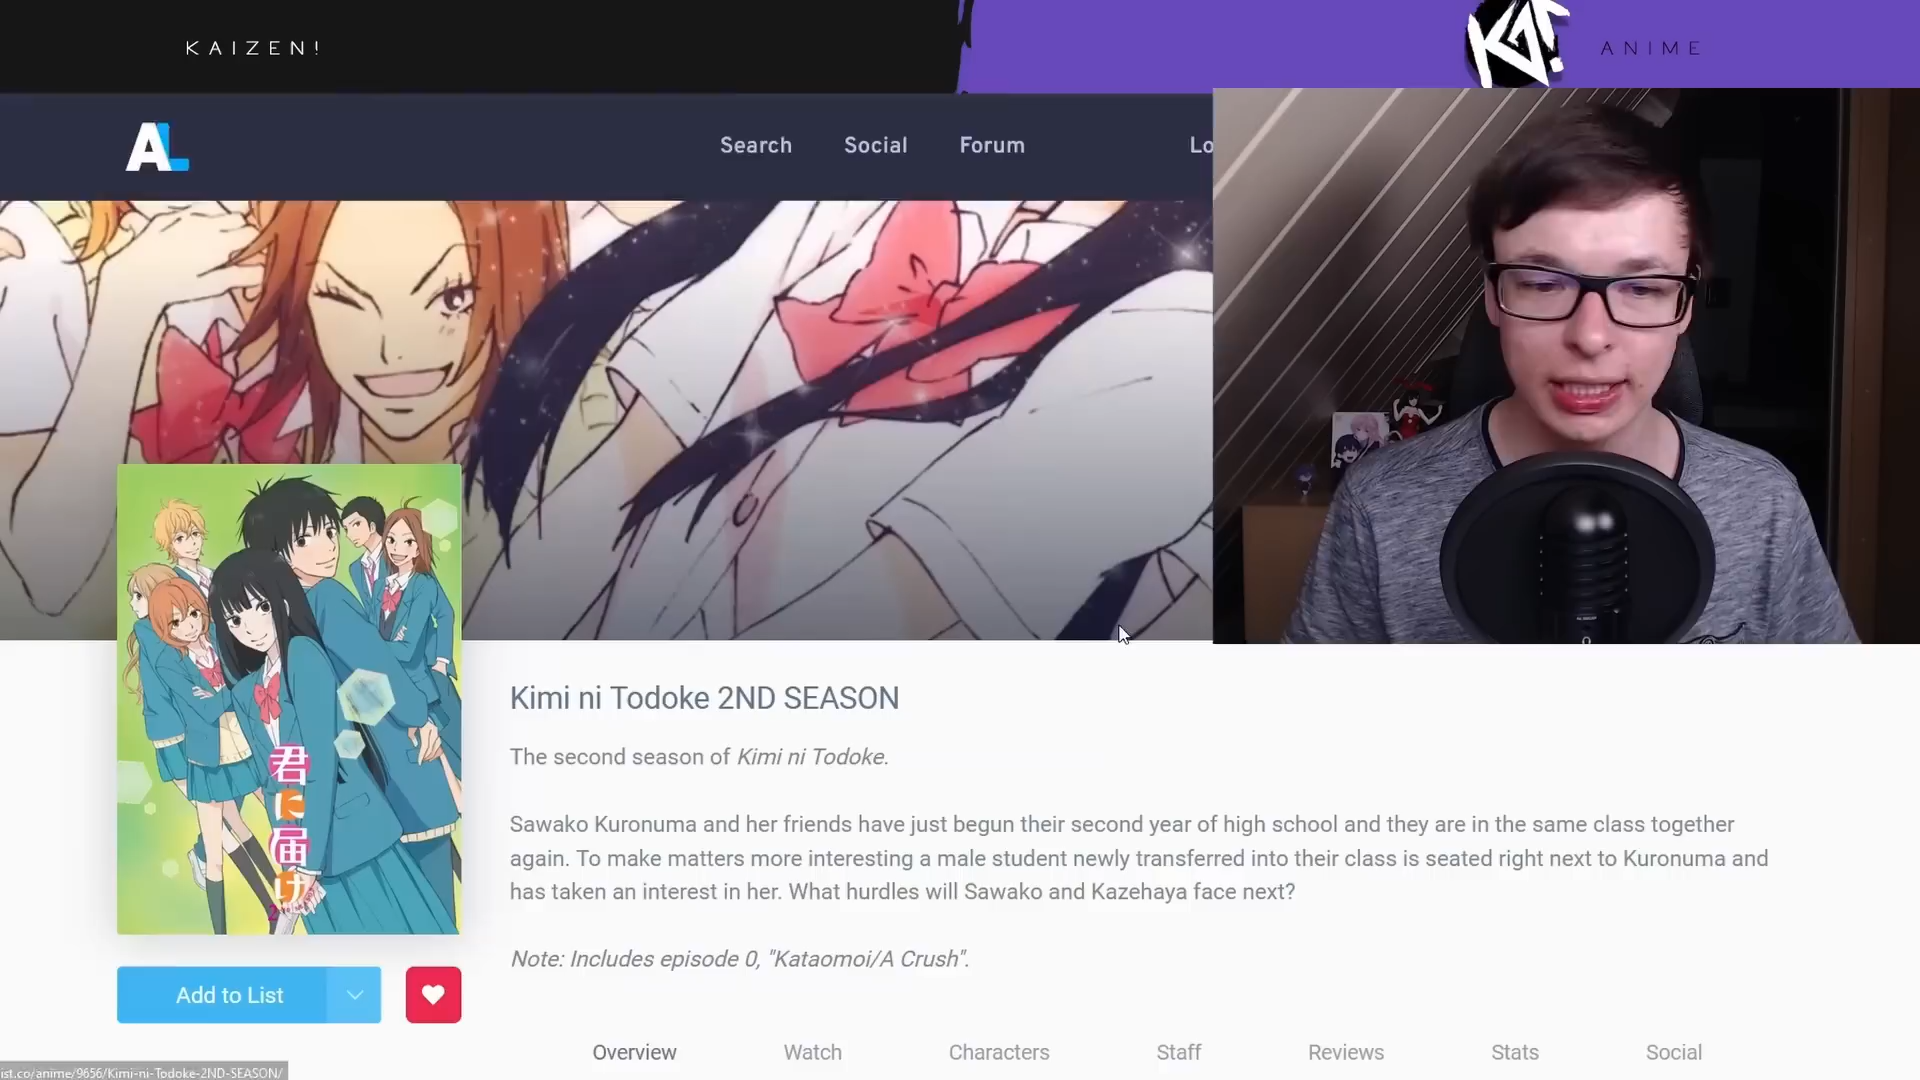 KAIZEN!
KAI!
ANIME
AL
Search
Social
Forum
Lo
君に届け
2
Kimi ni Todoke 2ND SEASON
The second season of Kimi ni Todoke.
Sawako Kuronuma and her friends have just begun their second year of high school and they are in the same class together
again. To make matters more interesting a male student newly transferred into their class is seated right next to Kuronuma and
has taken an interest in her. What hurdles will Sawako and Kazehaya face next?
Note: Includes episode 0, "Kataomoi/A Crush".
Add to List
Overview
Watch
Characters
Staff
Reviews
Stats
Social
ist.co/anime/9656/Kimi-ni-Todoke-2ND-SEASON/